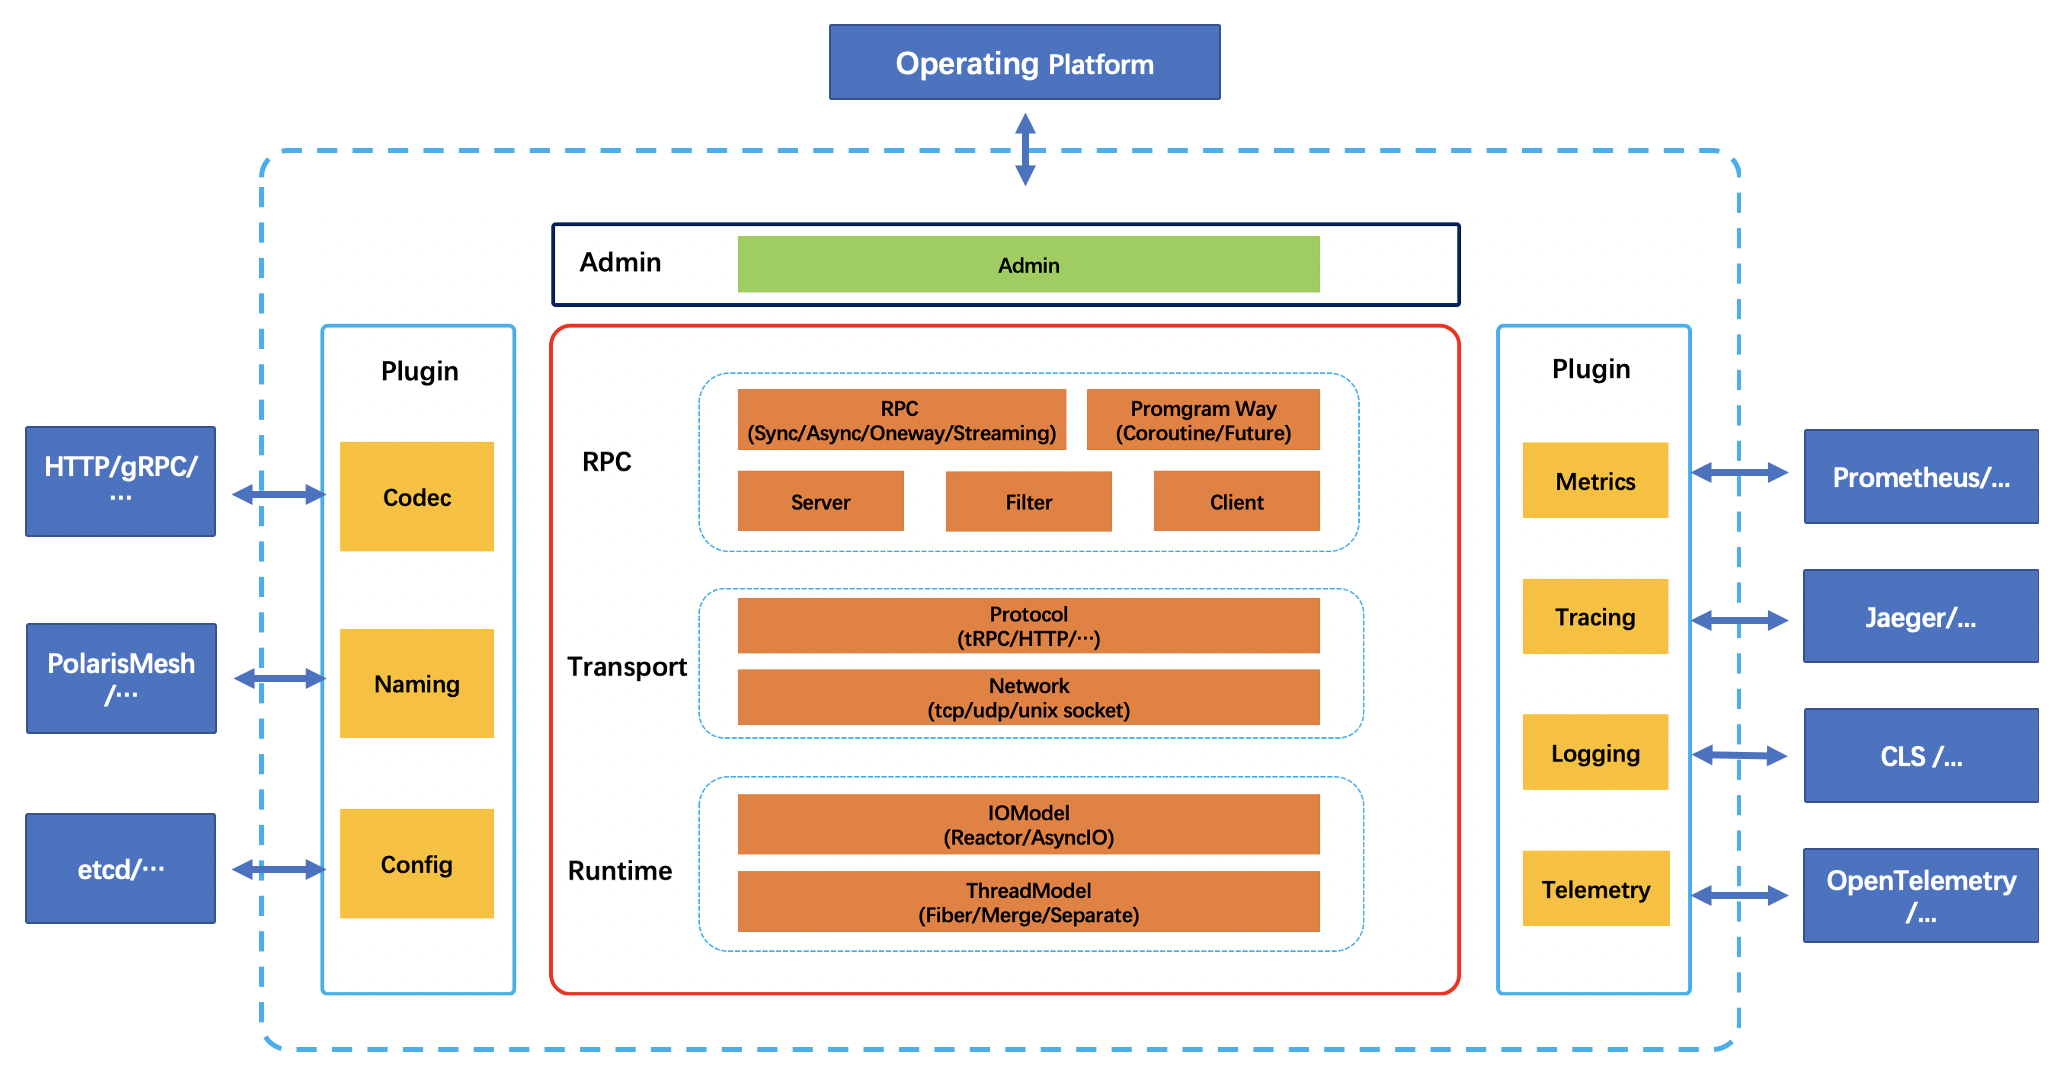 Operating Platform
Admin
Admin
Plugin
HTTP/gRPC/
···
Codec
PolarisMesh
/···
Naming
etcd/···
Config
RPC
RPC
(Sync/Async/Oneway/Streaming)
Promgram Way
(Coroutine/Future)
Server
Filter
Client
Transport
Protocol
(tRPC/HTTP/···)
Network
(tcp/udp/unix socket)
Runtime
IOModel
(Reactor/AsyncIO)
ThreadModel
(Fiber/Merge/Separate)
Plugin
Metrics
Prometheus/...
Tracing
Jaeger/...
Logging
CLS /...
Telemetry
OpenTelemetry
/...